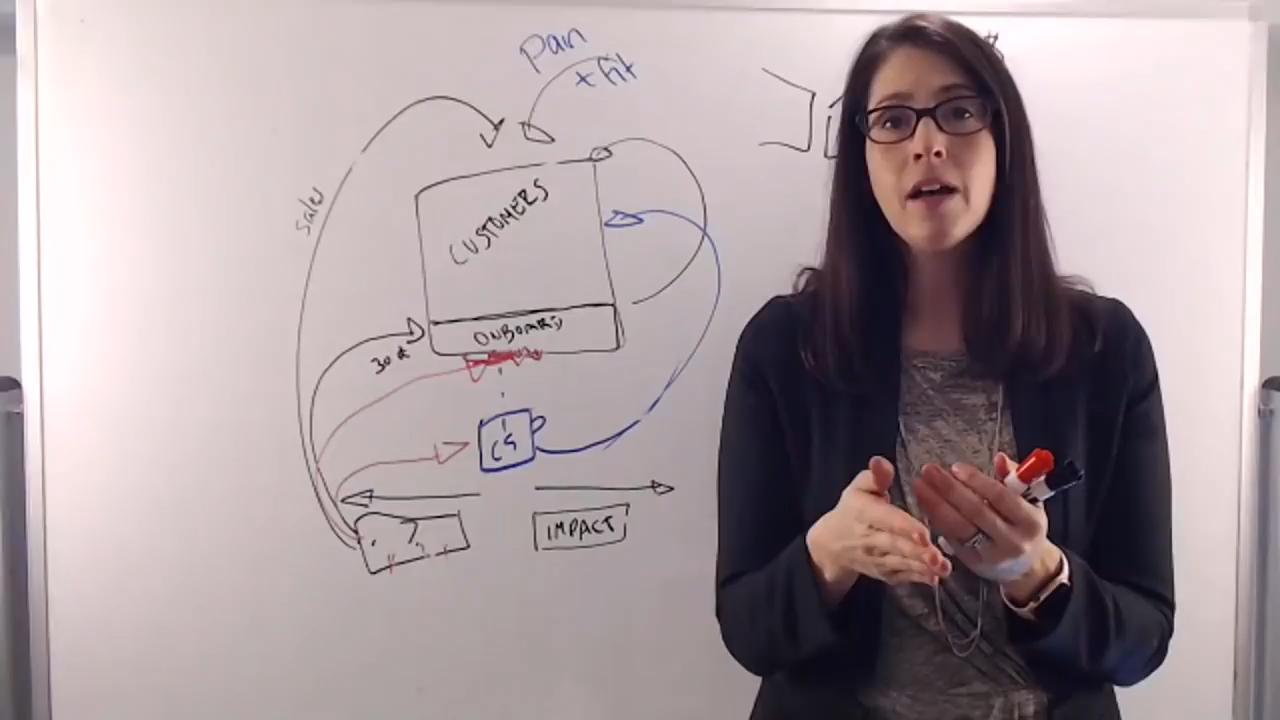 Pain
+ fit
sales
CUSTOMERS
ONBOARD
30 d
CS
?
IMPACT